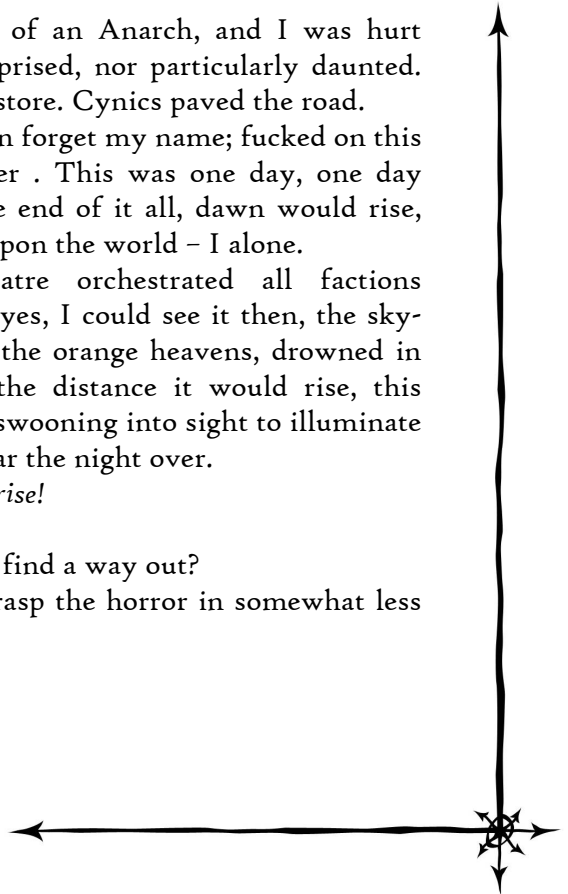 of an Anarch, and I was hurt
prised, nor particularly daunted.
store. Cynics paved the road.
n forget my name; fucked on this
er . This was one day, one day
e end of it all, dawn would rise,
pon the world – I alone.
atre orchestrated all factions
yes, I could see it then, the sky-
the orange heavens, drowned in
the distance it would rise, this
swooning into sight to illuminate
ar the night over.
rise!
find a way out?
rasp the horror in somewhat less